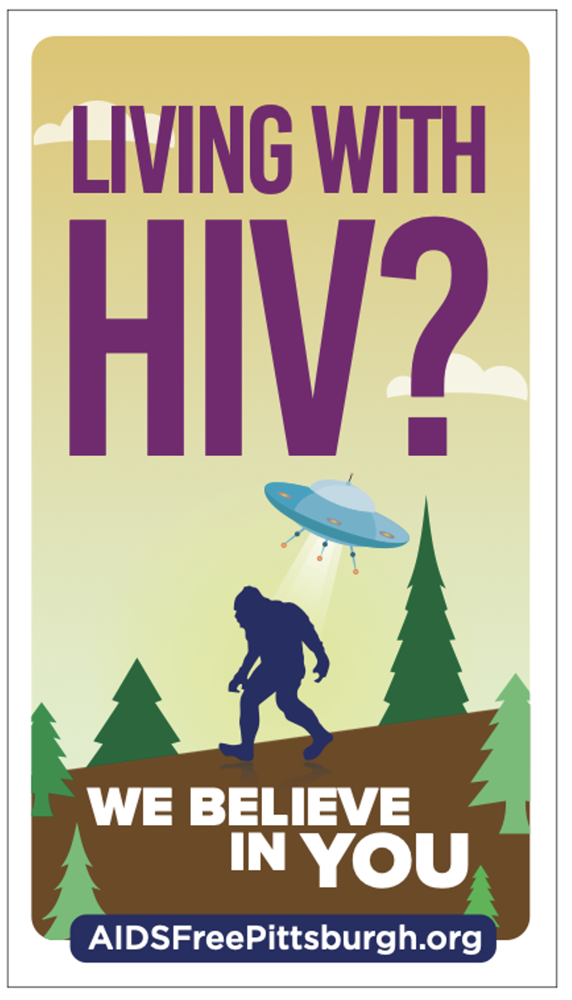 LIVING WITH
HIV?
WE BELIEVE
IN YOU
AIDSFreePittsburgh.org